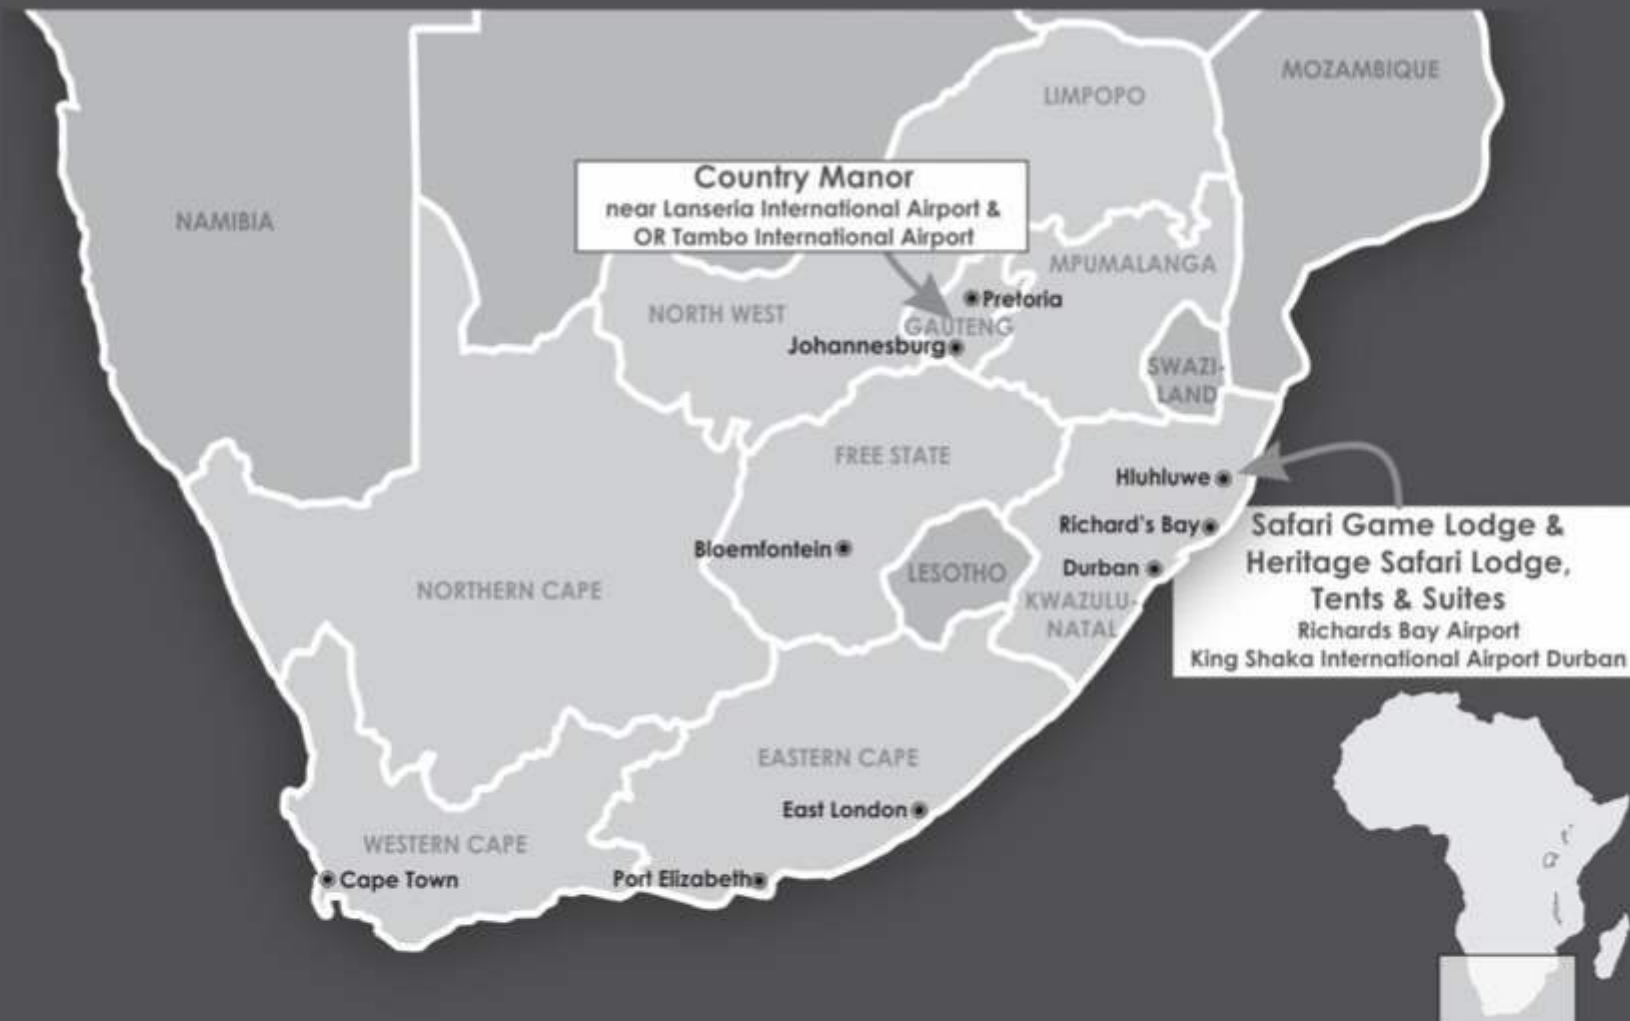 MOZAMBIQUE
LIMPOPO
Country Manor
near Lanseria International Airport &
OR Tambo International Airport
NAMIBIA
MPUMALANGA
Pretoria
NORTH WEST
GAUTENG
Johannesburg
SWAZI-
LAND
FREE STATE
Hluhluwe
Richard's Bay
Safari Game Lodge &
Heritage Safari Lodge,
Tents & Suites
Richards Bay Airport
King Shaka International Airport Durban
Bloemfontein
LESOTHO
Durban
NORTHERN CAPE
KWAZULU-
NATAL
EASTERN CAPE
East London
WESTERN CAPE
Cape Town
Port Elizabeth